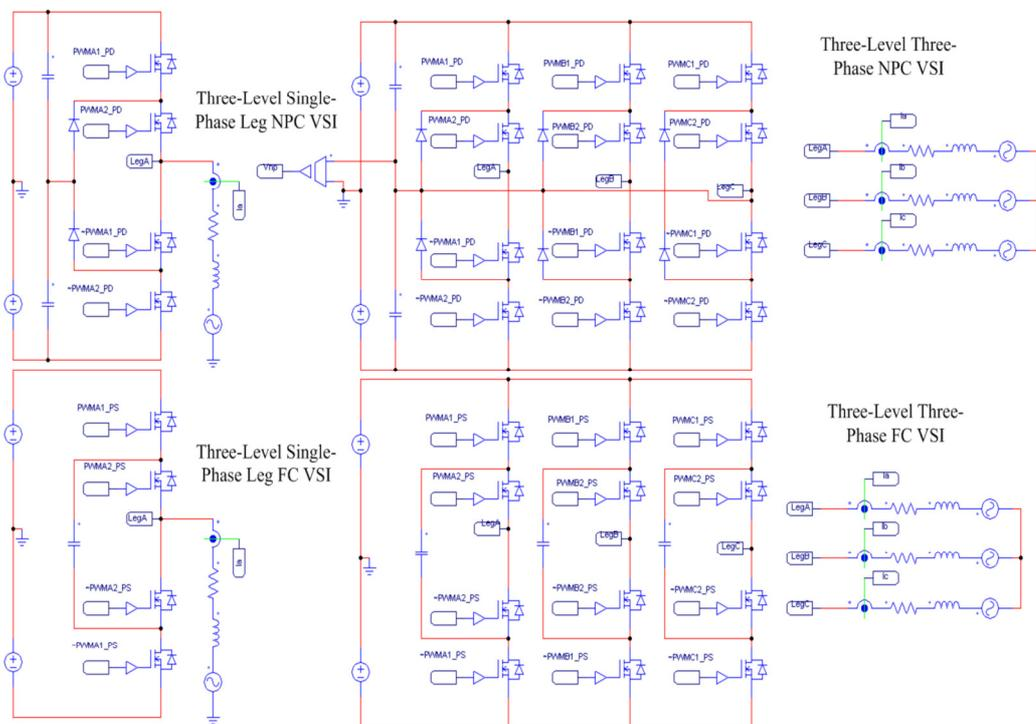 PWMA1_PD
PWMA2_PD
LegA
Ia
~PWMA1_PD
~PWMA2_PD
Three-Level Single-
Phase Leg NPC VSI
Vnp
PWMA1_PD
PWMB1_PD
PWMC1_PD
PWMA2_PD
PWMB2_PD
PWMC2_PD
LegA
LegB
LegC
~PWMA1_PD
~PWMB1_PD
~PWMC1_PD
~PWMA2_PD
~PWMB2_PD
~PWMC2_PD
Three-Level Three-
Phase NPC VSI
Ia
LegA
Ib
LegB
Ic
LegC
PWMA1_PS
PWMA2_PS
LegA
Ia
~PWMA2_PS
~PWMA1_PS
Three-Level Single-
Phase Leg FC VSI
PWMA1_PS
PWMB1_PS
PWMC1_PS
PWMA2_PS
PWMB2_PS
PWMC2_PS
LegA
LegB
LegC
~PWMA2_PS
~PWMB2_PS
~PWMC2_PS
~PWMA1_PS
~PWMB1_PS
~PWMC1_PS
Three-Level Three-
Phase FC VSI
Ia
LegA
Ib
LegB
Ic
LegC